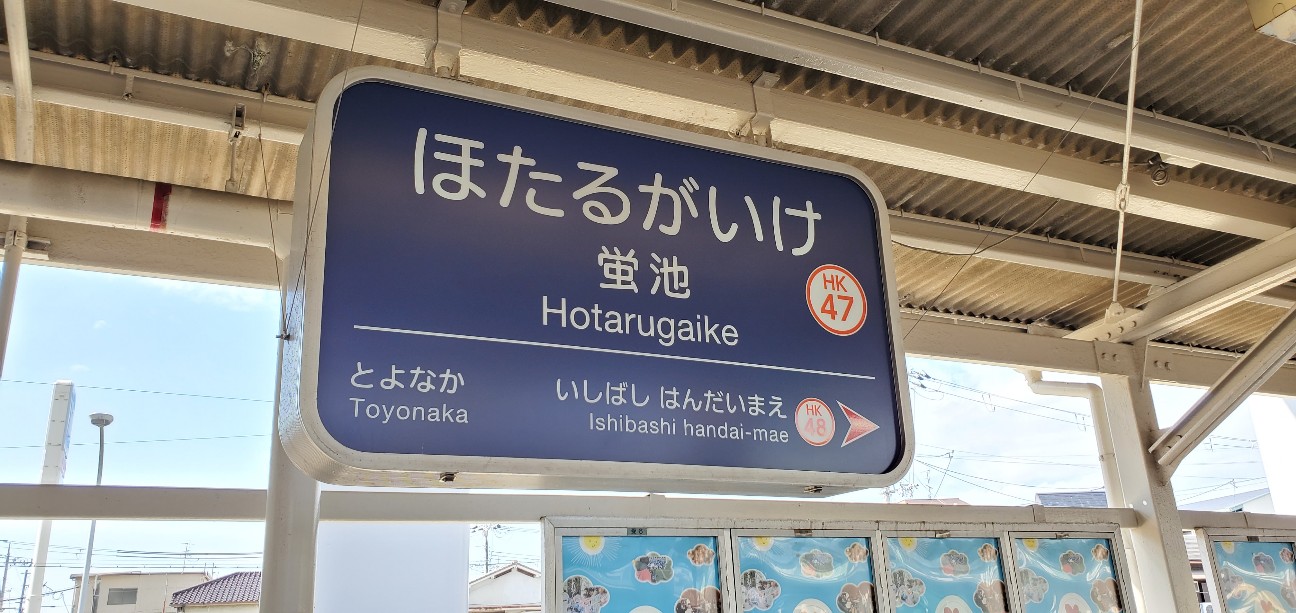 ほたるがいけ
蛍池
Hotarugaike
HK
47
とよなか
Toyonaka
いしばし はんだいまえ
Ishibashi handai-mae
HK
48